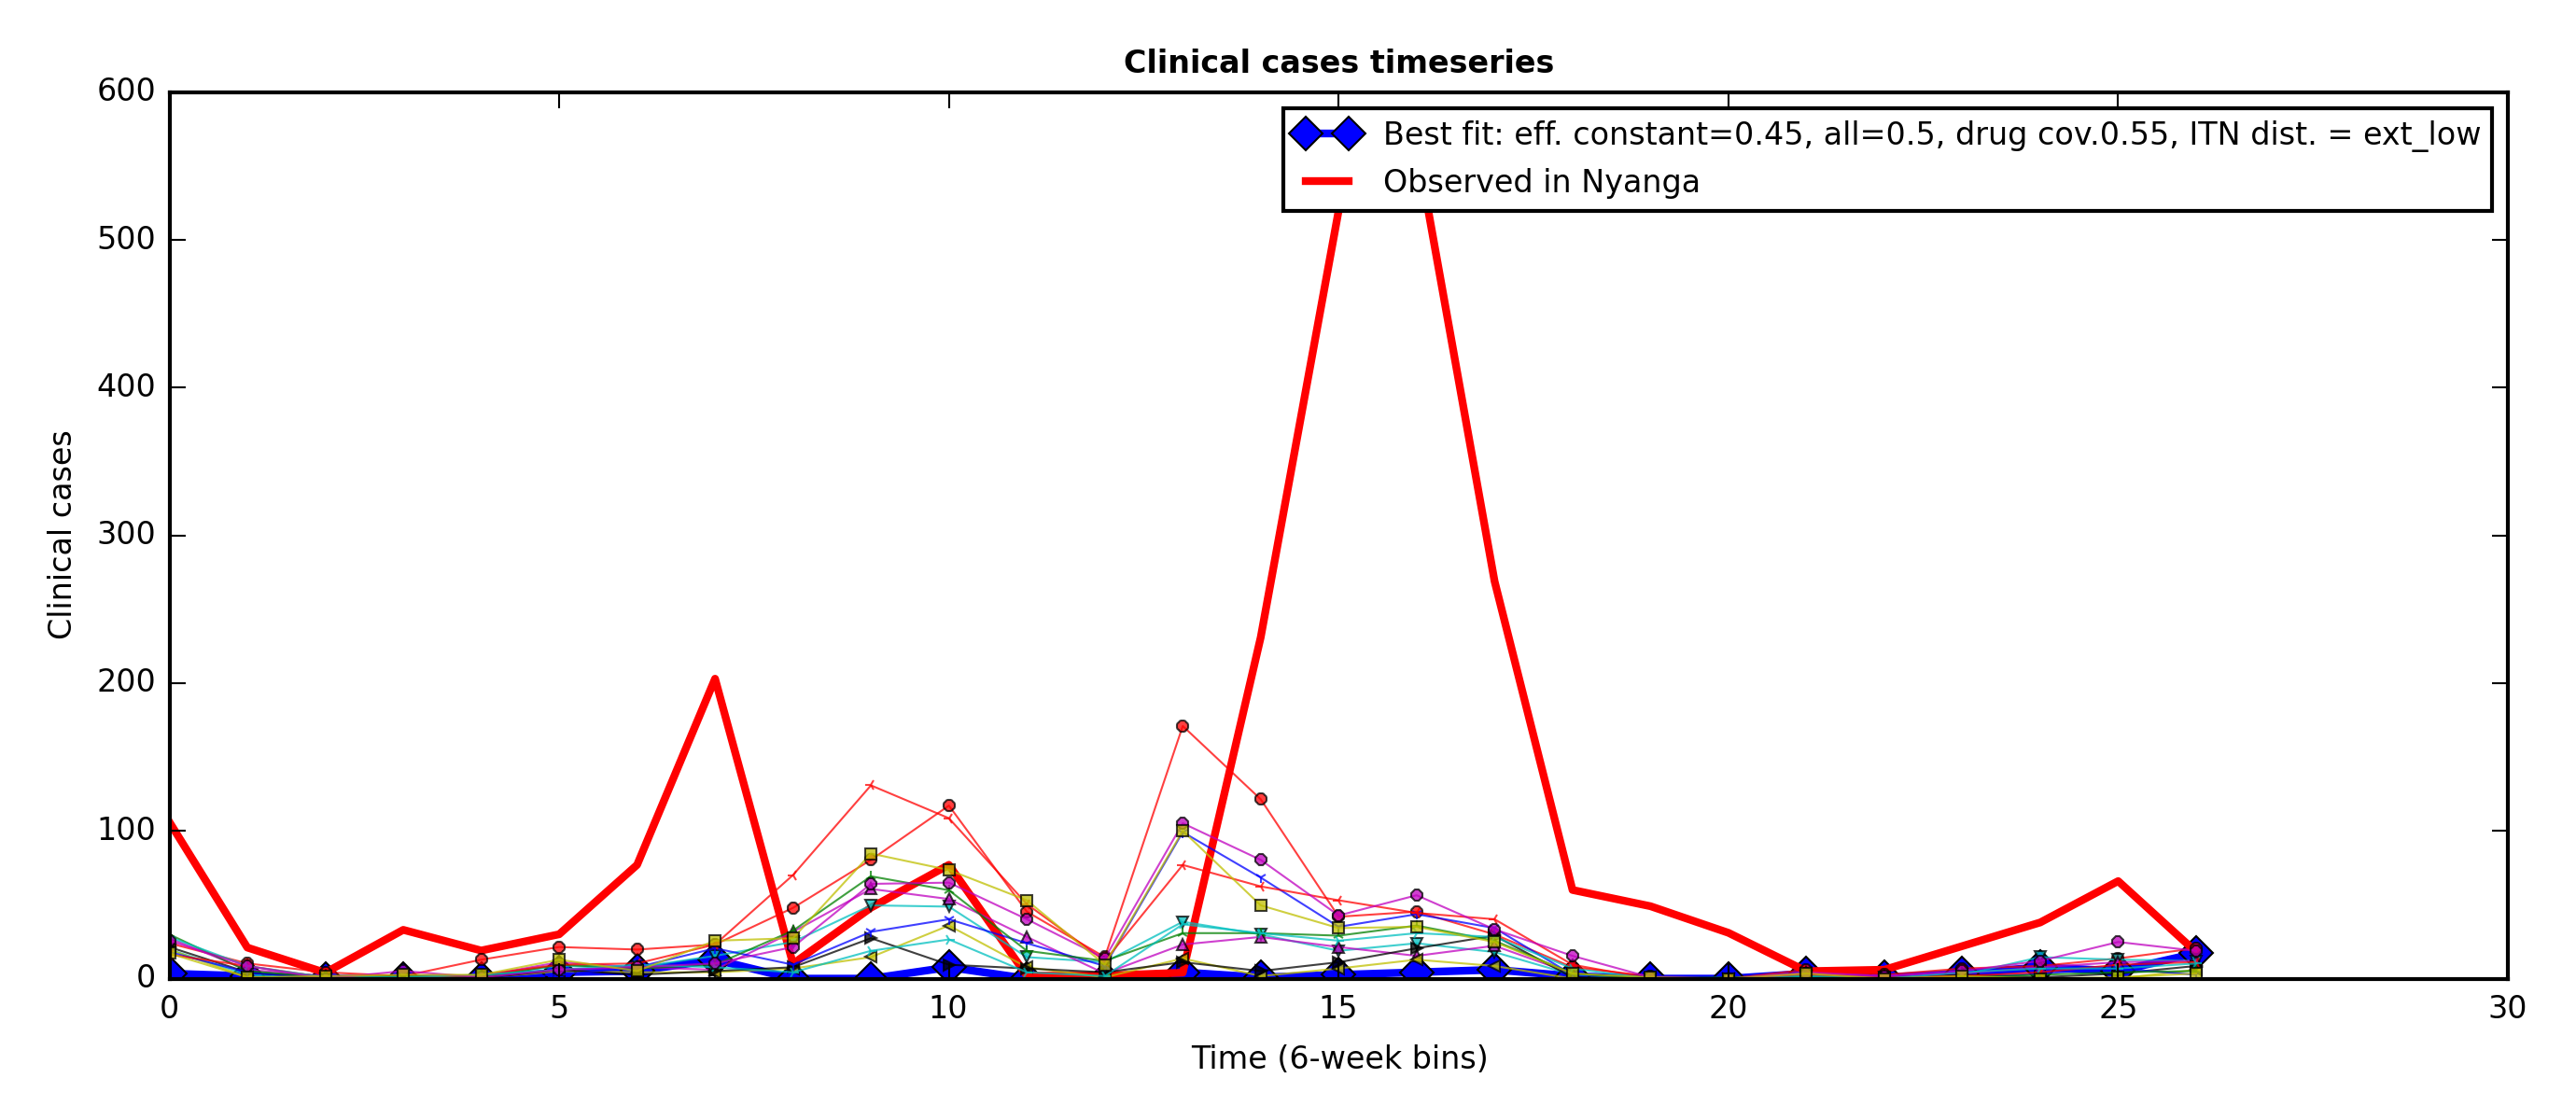 Clinical cases timeseries
600
500
400
300
200
100
0
Clinical cases
Best fit: eff. constant=0.45, all=0.5, drug cov.0.55, ITN dist. = ext_low
Observed in Nyanga
0 5 10 15 20 25 30
Time (6-week bins)